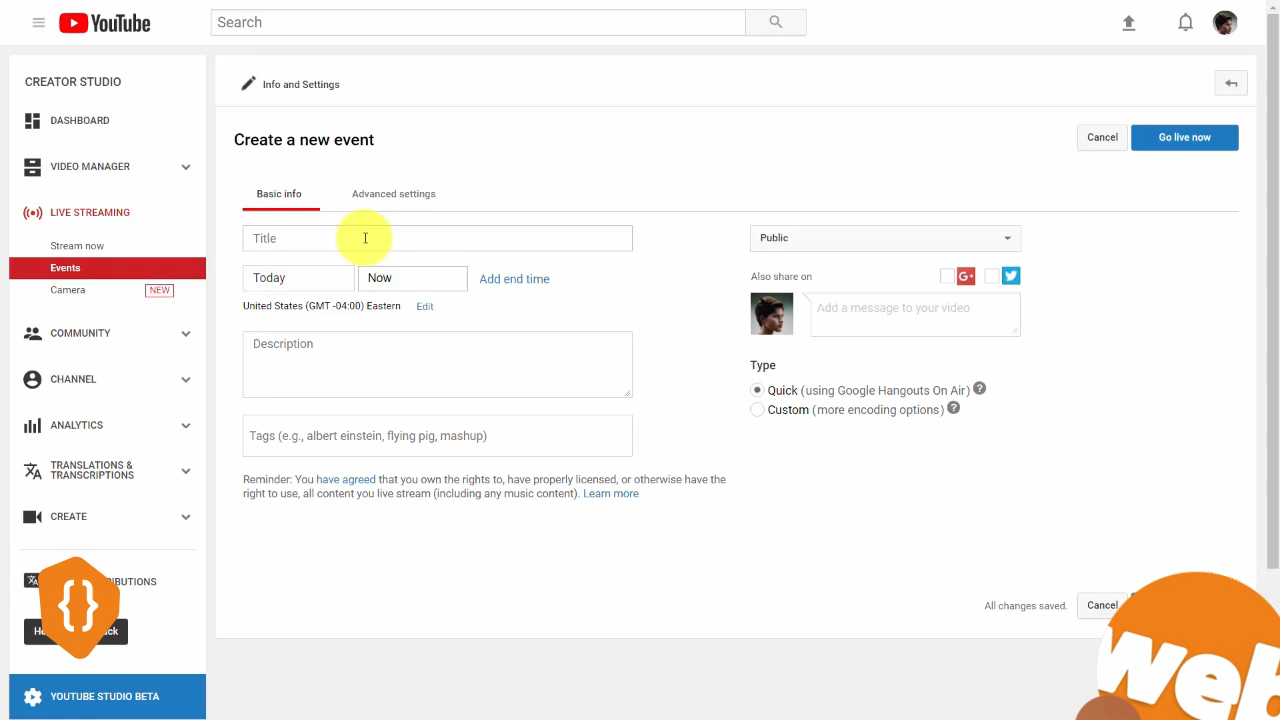 YouTube
Search
CREATOR STUDIO
DASHBOARD
VIDEO MANAGER
LIVE STREAMING
Stream now
Events
Camera NEW
COMMUNITY
CHANNEL
ANALYTICS
TRANSLATIONS &
TRANSCRIPTIONS
CREATE
YOUTUBE STUDIO BETA
Info and Settings
Create a new event
Cancel Go live now
Basic info Advanced settings
Title
Today Now Add end time
United States (GMT -04:00) Eastern Edit
Description
Tags (e.g., albert einstein, flying pig, mashup)
Reminder: You have agreed that you own the rights to, have properly licensed, or otherwise have the
right to use, all content you live stream (including any music content). Learn more
Public
Also share on
G+
Add a message to your video
Type
Quick (using Google Hangouts On Air) ?
Custom (more encoding options) ?
All changes saved. Cancel
{}
Web